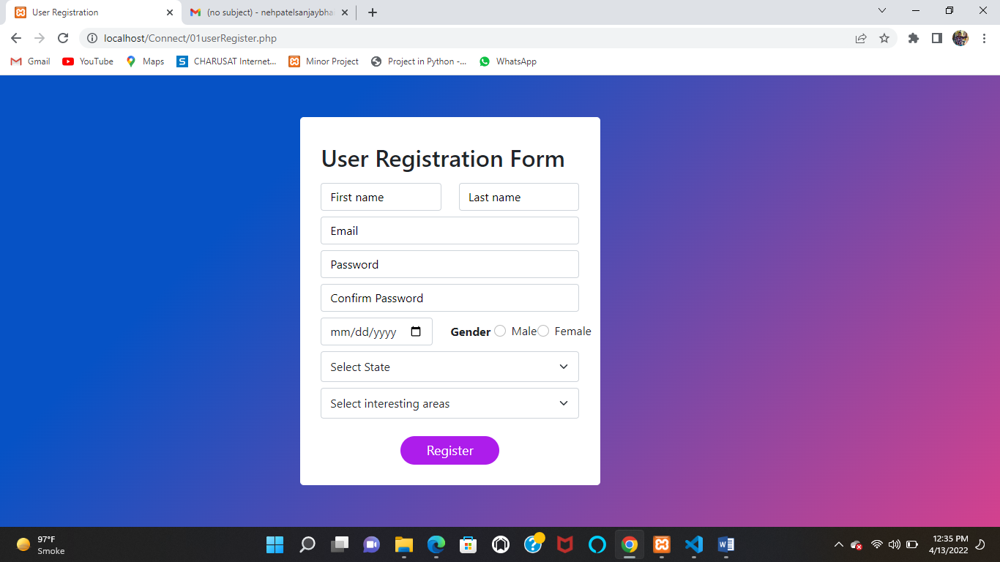 User Registration
(no subject) - nehpatelsanjaybhai
localhost/Connect/01userRegister.php
Gmail YouTube Maps CHARUSAT Internet... Minor Project Project in Python -... WhatsApp
User Registration Form
First name Last name
Email
Password
Confirm Password
mm/dd/yyyy Gender Male Female
Select State
Select interesting areas
Register
97°F
Smoke
12:35 PM
4/13/2022